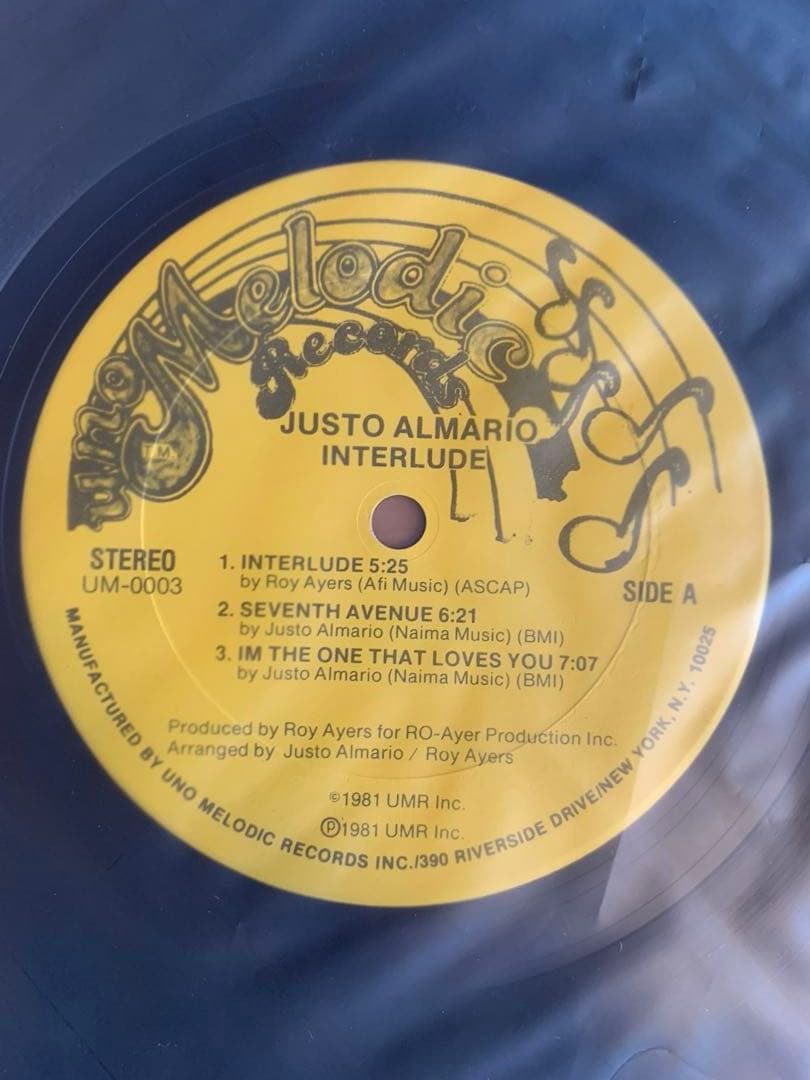 uno Melodic
Records
TM.
JUSTO ALMARIO
INTERLUDE
STEREO
UM-0003
SIDE A
1. INTERLUDE 5:25
by Roy Ayers (Afi Music) (ASCAP)
2. SEVENTH AVENUE 6:21
by Justo Almario (Naima Music) (BMI)
3. IM THE ONE THAT LOVES YOU 7:07
by Justo Almario (Naima Music) (BMI)
Produced by Roy Ayers for RO-Ayer Production Inc.
Arranged by Justo Almario / Roy Ayers
©1981 UMR Inc.
Ⓟ1981 UMR Inc.
MANUFACTURED BY UNO MELODIC RECORDS INC./390 RIVERSIDE DRIVE/NEW YORK, N.Y. 10025